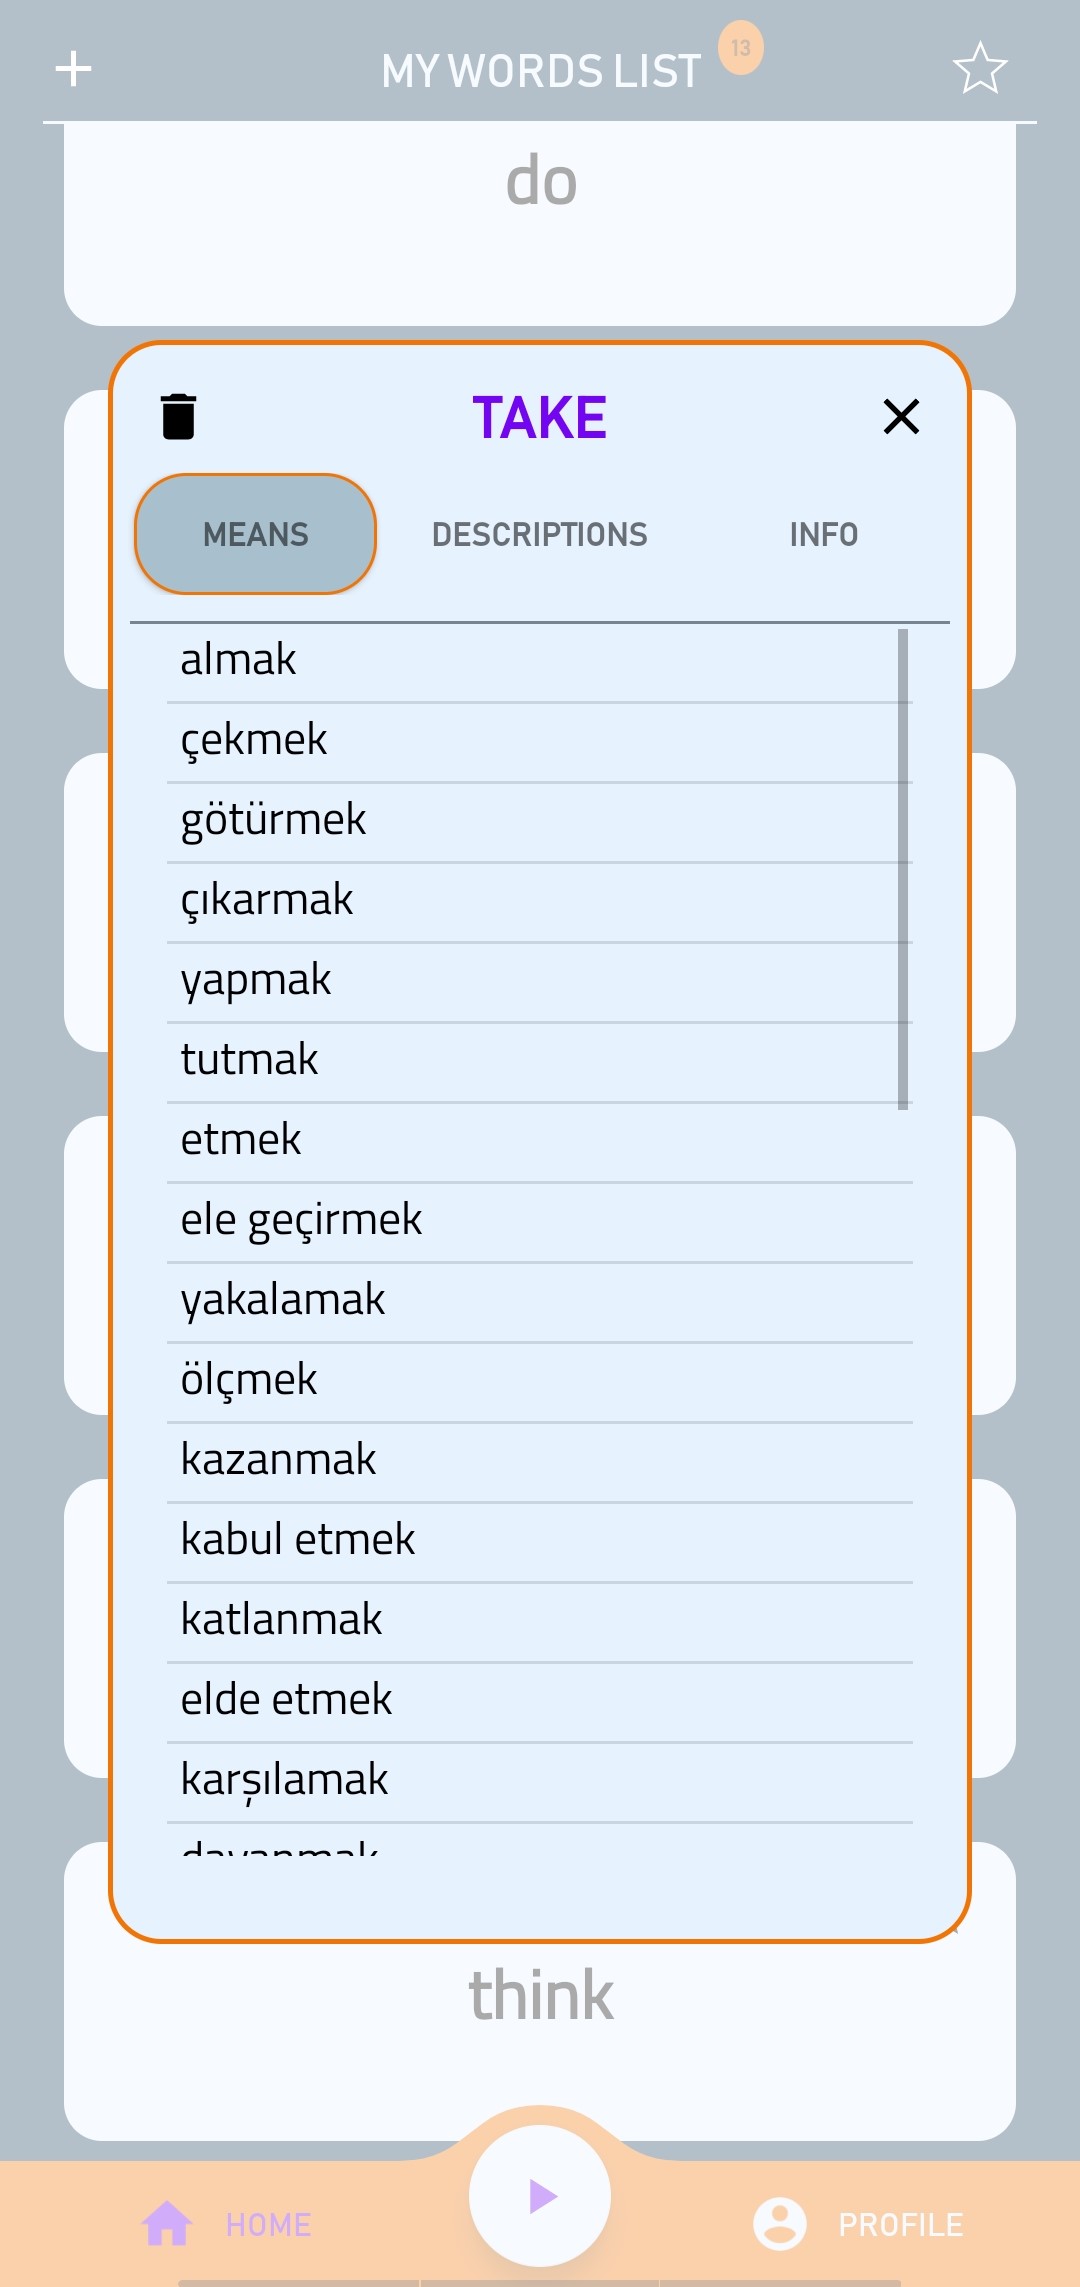 MY WORDS LIST
13
do
TAKE
MEANS
DESCRIPTIONS
INFO
almak
çekmek
götürmek
çıkarmak
yapmak
tutmak
etmek
ele geçirmek
yakalamak
ölçmek
kazanmak
kabul etmek
katlanmak
elde etmek
karşılamak
dayanmak
think
HOME
PROFILE